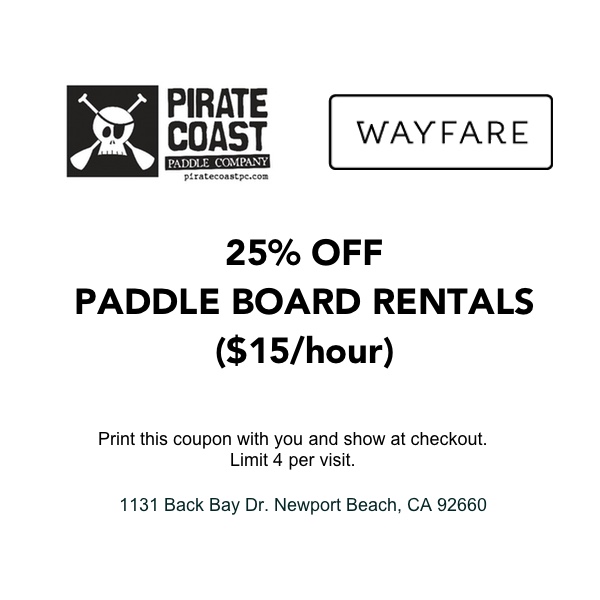 PIRATE
COAST
PADDLE COMPANY
piratecoastpc.com
WAYFARE
25% OFF
PADDLE BOARD RENTALS
($15/hour)
Print this coupon with you and show at checkout.
Limit 4 per visit.
1131 Back Bay Dr. Newport Beach, CA 92660